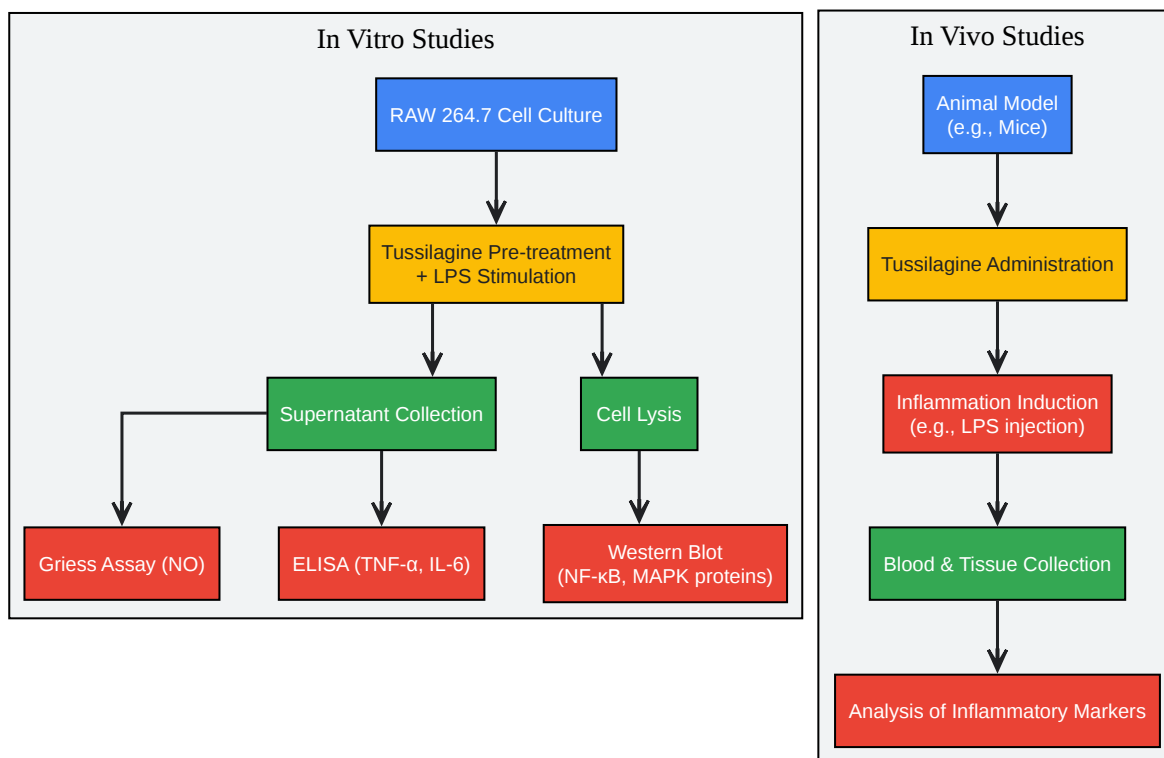 In Vitro Studies
RAW 264.7 Cell Culture
Tussilagine Pre-treatment
+ LPS Stimulation
Supernatant Collection
Cell Lysis
Griess Assay (NO)
ELISA (TNF-α, IL-6)
Western Blot
(NF-κB, MAPK proteins)
In Vivo Studies
Animal Model
(e.g., Mice)
Tussilagine Administration
Inflammation Induction
(e.g., LPS injection)
Blood & Tissue Collection
Analysis of Inflammatory Markers